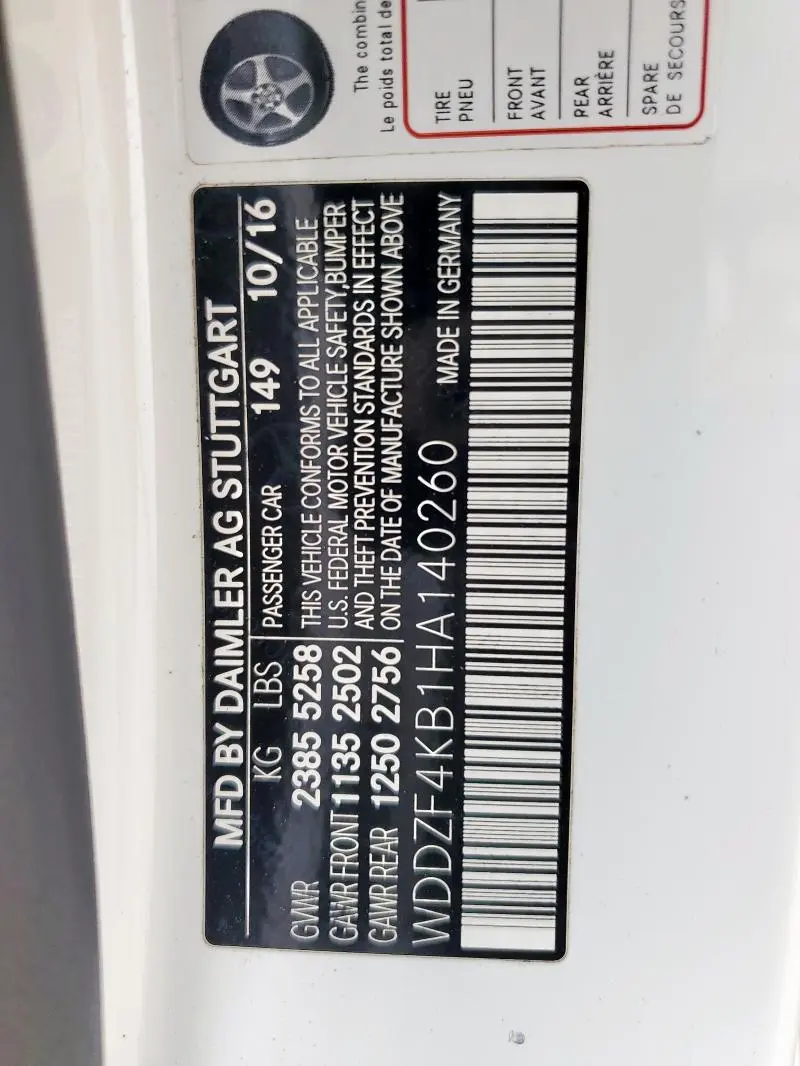 The combin
Le poids total de
TIRE
PNEU
FRONT
AVANT
REAR
ARRIÈRE
SPARE
DE SECOURS
MFD BY DAIMLER AG STUTTGART
KG LBS PASSENGER CAR 149 10/16
GVWR 2385 5258 THIS VEHICLE CONFORMS TO ALL APPLICABLE
GAWR FRONT 1135 2502 U.S. FEDERAL MOTOR VEHICLE SAFETY,BUMPER
AND THEFT PREVENTION STANDARDS IN EFFECT
GAWR REAR 1250 2756 ON THE DATE OF MANUFACTURE SHOWN ABOVE
WDDZF4KB1HA140260 MADE IN GERMANY